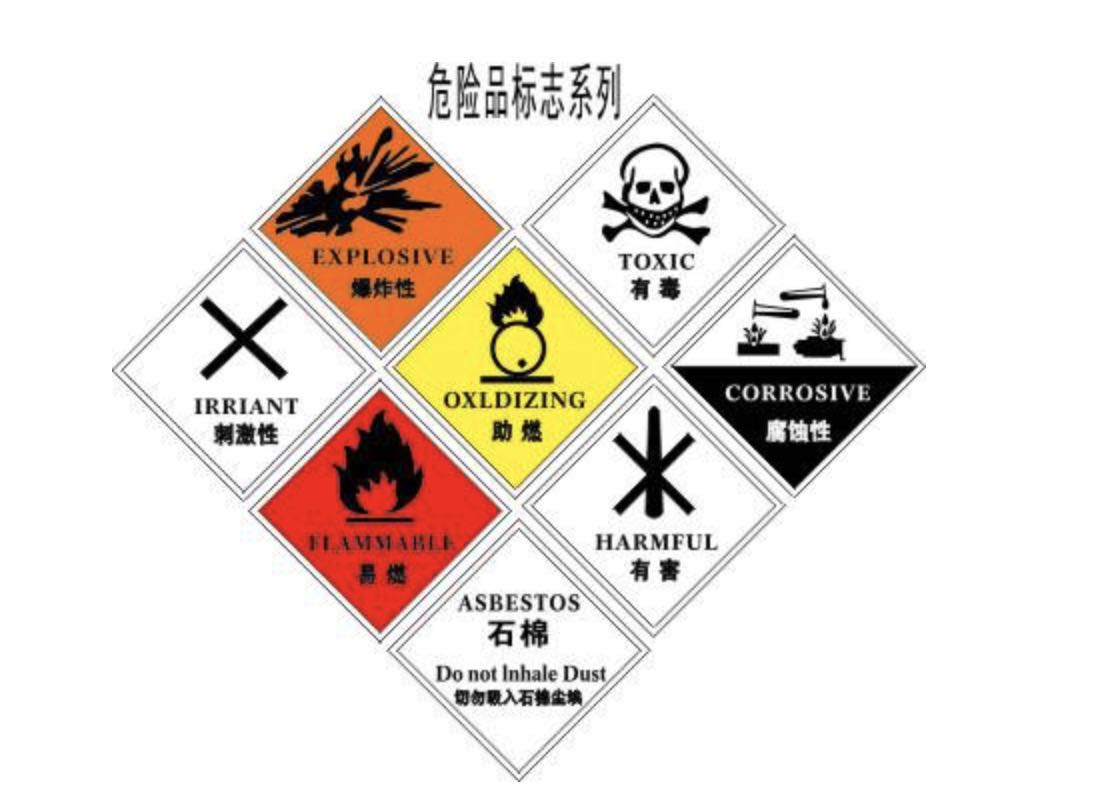 危险品标志系列
EXPLOSIVE
爆炸性
TOXIC
有毒
IRRIANT
刺激性
OXLDIZING
助燃
CORROSIVE
腐蚀性
FLAMMABLE
易燃
HARMFUL
有害
ASBESTOS
石棉
Do not Inhale Dust
切勿吸入石棉尘埃